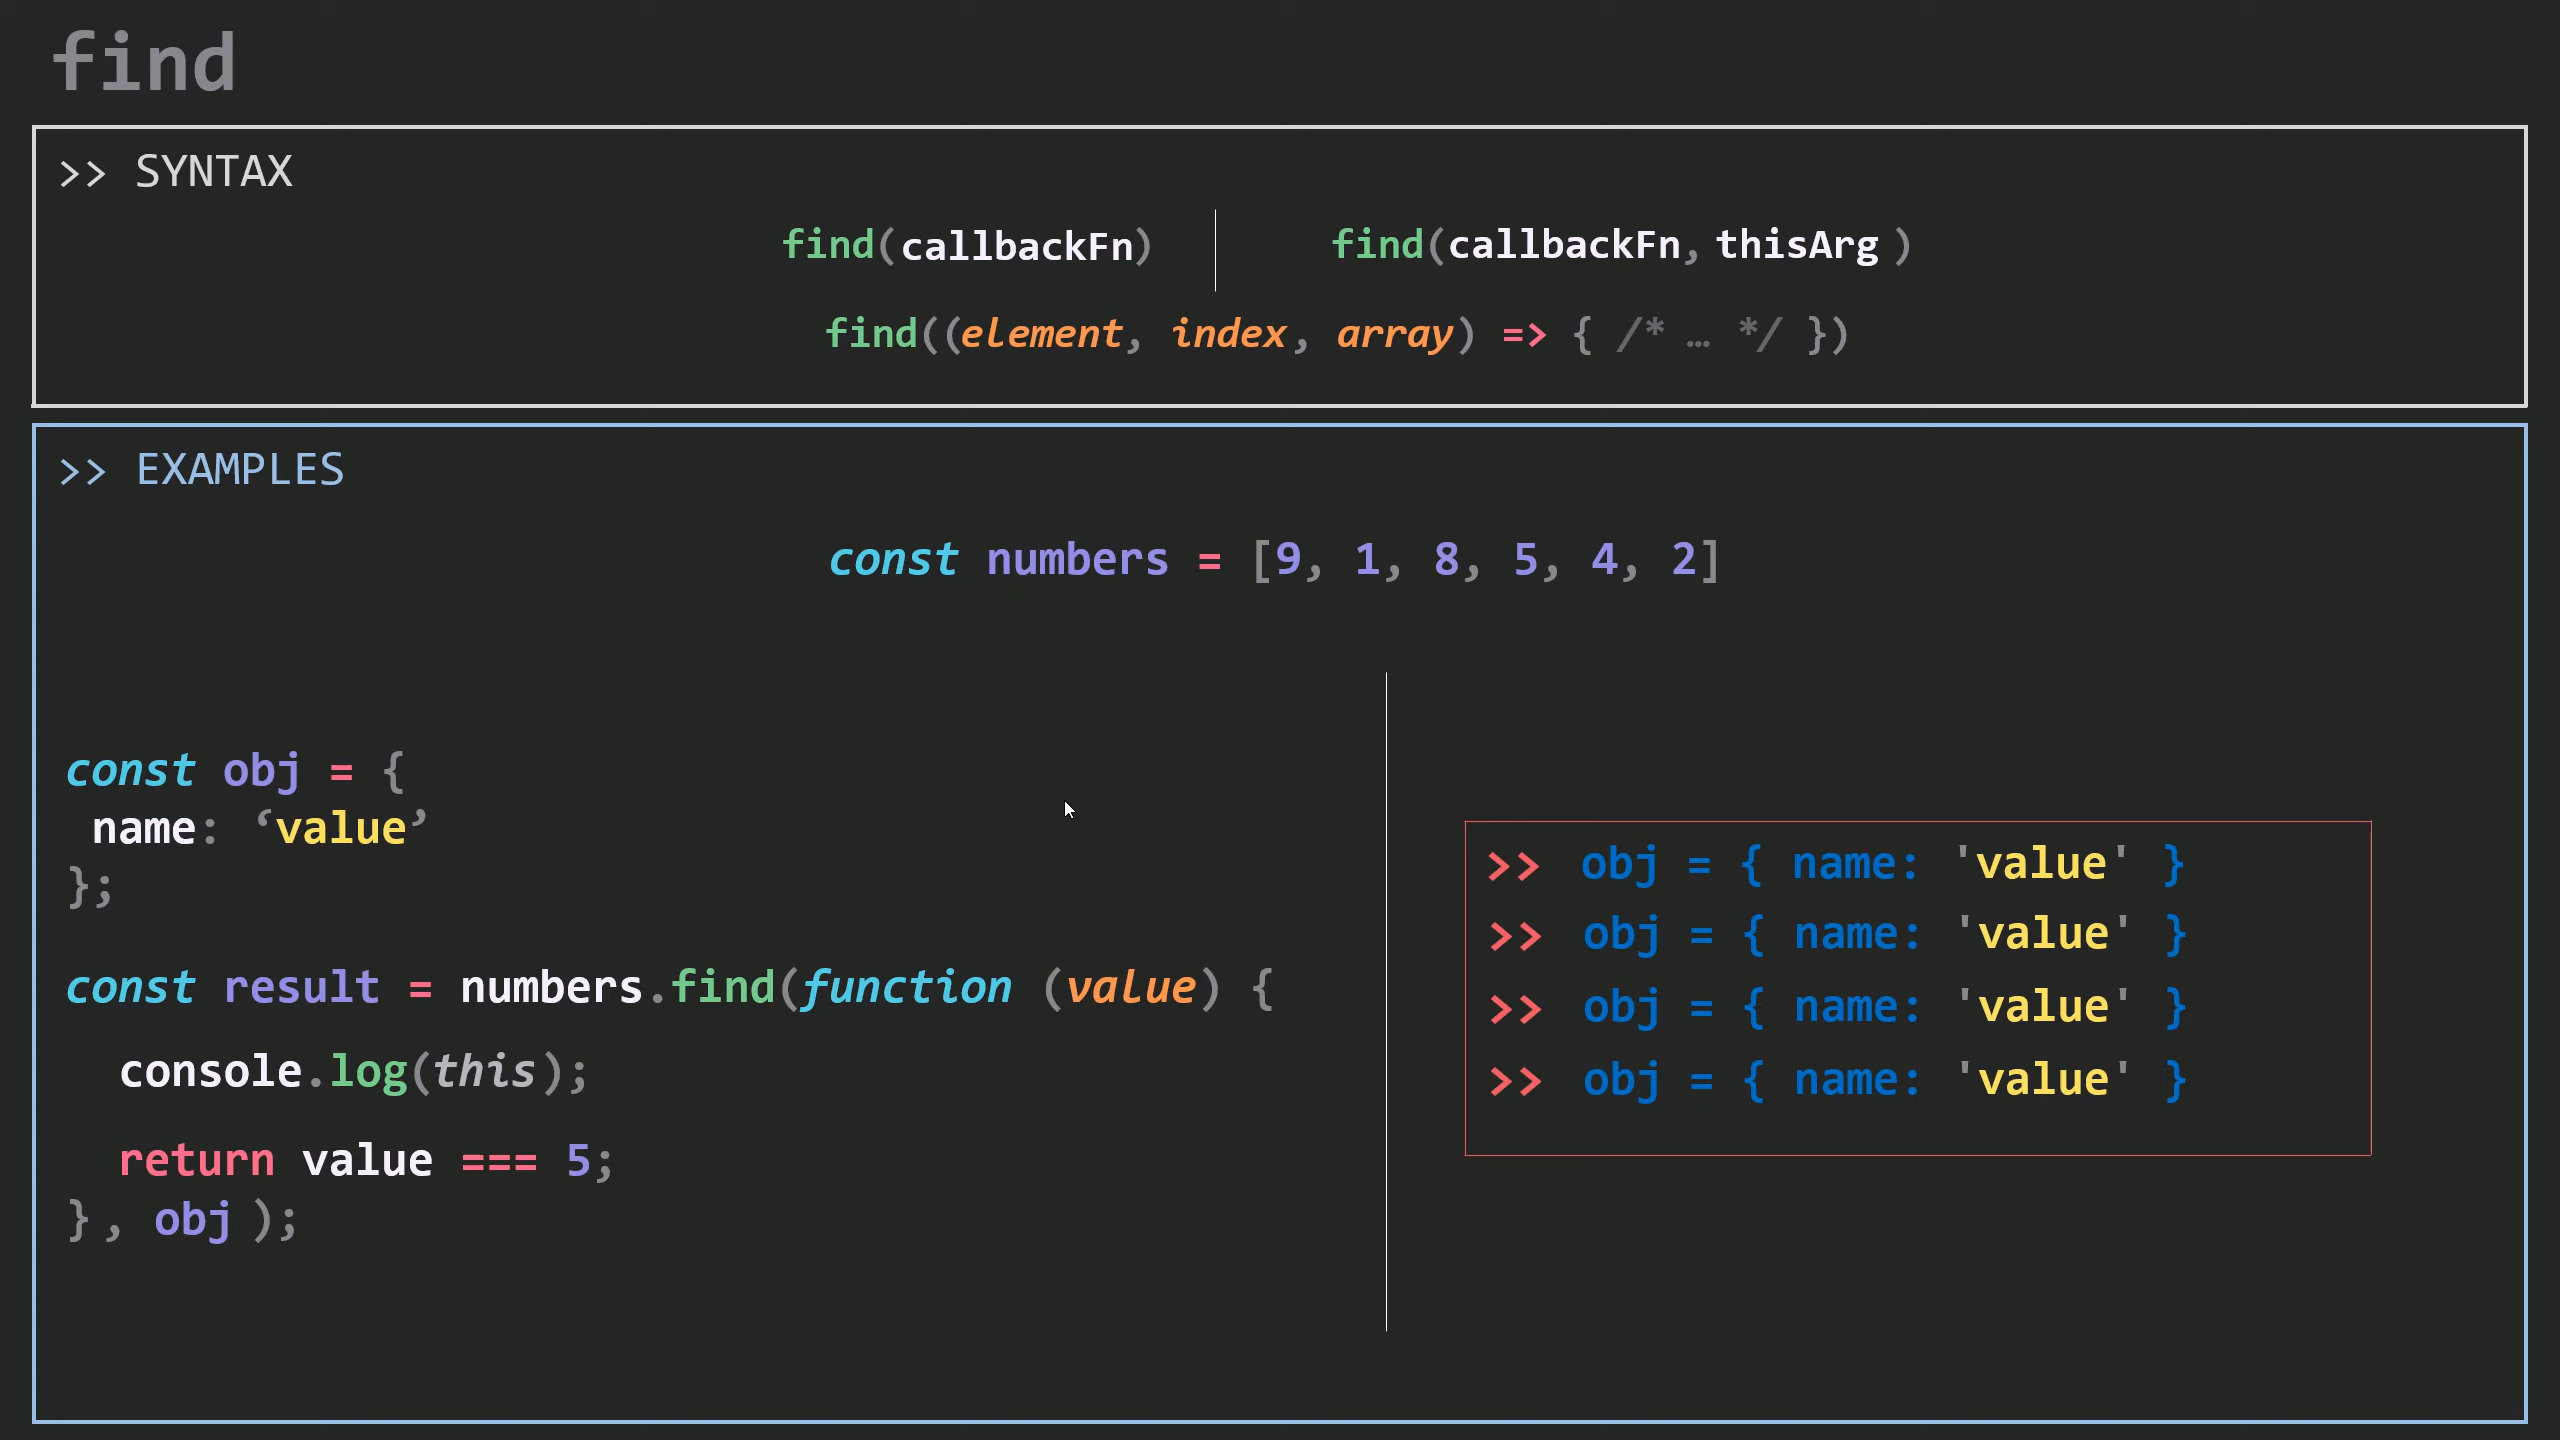 find
>> SYNTAX
find(callbackFn)
find(callbackFn, thisArg )
find((element, index, array) => { /* … */ })
>> EXAMPLES
const numbers = [9, 1, 8, 5, 4, 2]
const obj = {
name: ‘value’
};
const result = numbers.find(function (value) {
console.log(this);
return value === 5;
} , obj );
>> obj = { name: 'value' }
>> obj = { name: 'value' }
>> obj = { name: 'value' }
>> obj = { name: 'value' }